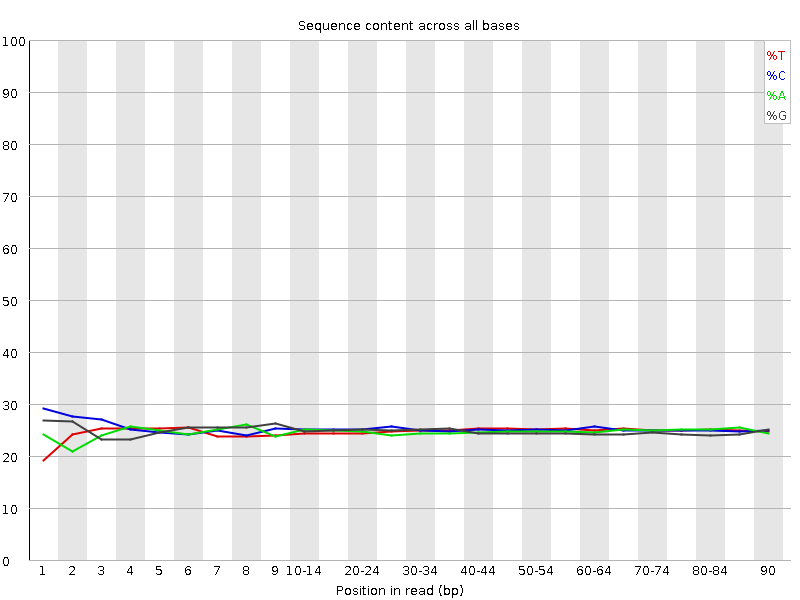 Sequence content across all bases
100
90
80
70
60
50
40
30
20
10
0
%T
%C
%A
%G
1 2 3 4 5 6 7 8 9 10-14 20-24 30-34 40-44 50-54 60-64 70-74 80-84 90
Position in read (bp)